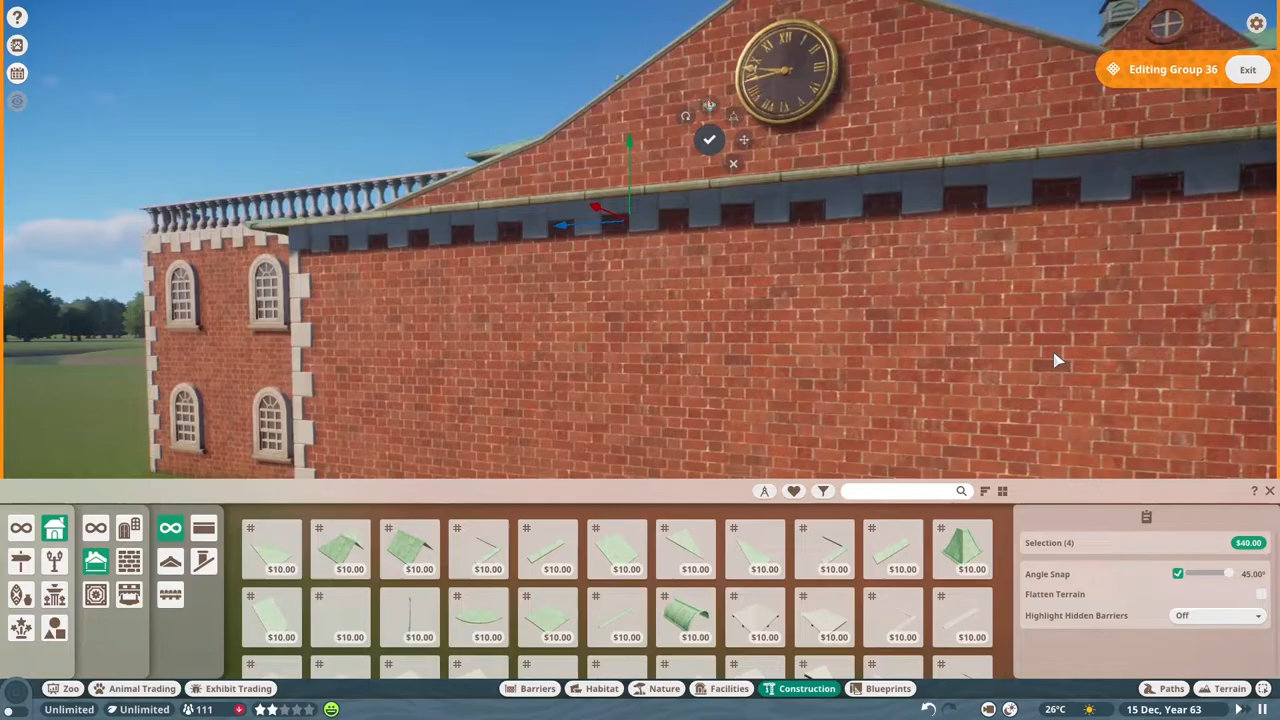 ?
Editing Group 36
Exit
? ×
Selection (4)
$40.00
$10.00 $10.00 $10.00 $10.00 $10.00 $10.00 $10.00 $10.00 $10.00 $10.00 $10.00
Angle Snap
45.00°
Flatten Terrain
Highlight Hidden Barriers
Off
$10.00 $10.00 $10.00 $10.00 $10.00 $10.00 $10.00 $10.00 $10.00 $10.00 $10.00
Zoo
Animal Trading
Exhibit Trading
Barriers
Habitat
Nature
Facilities
Construction
Blueprints
Paths
Terrain
Unlimited
Unlimited
111
26°C
15 Dec, Year 63